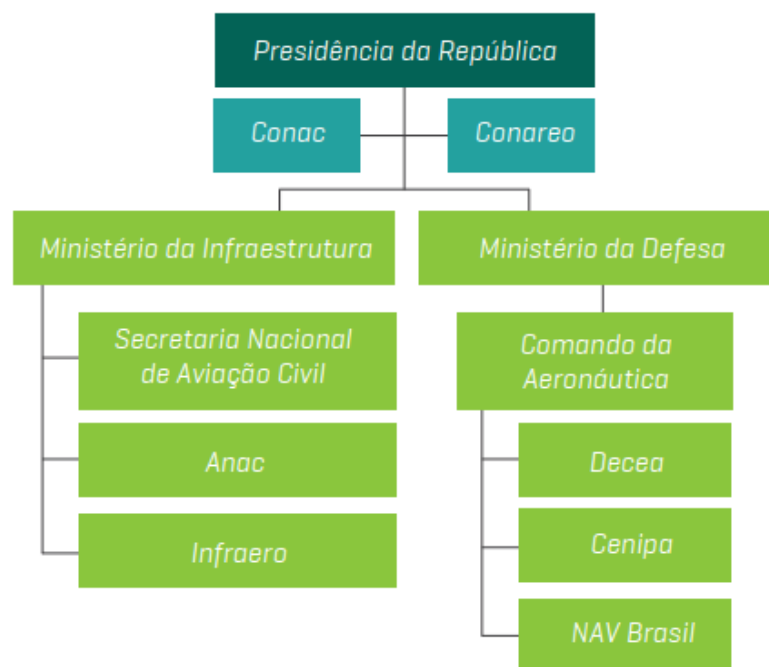 Presidência da República
Conac
Conareo
Ministério da Infraestrutura
Ministério da Defesa
Secretaria Nacional
de Aviação Civil
Anac
Infraero
Comando da
Aeronáutica
Decea
Cenipa
NAV Brasil